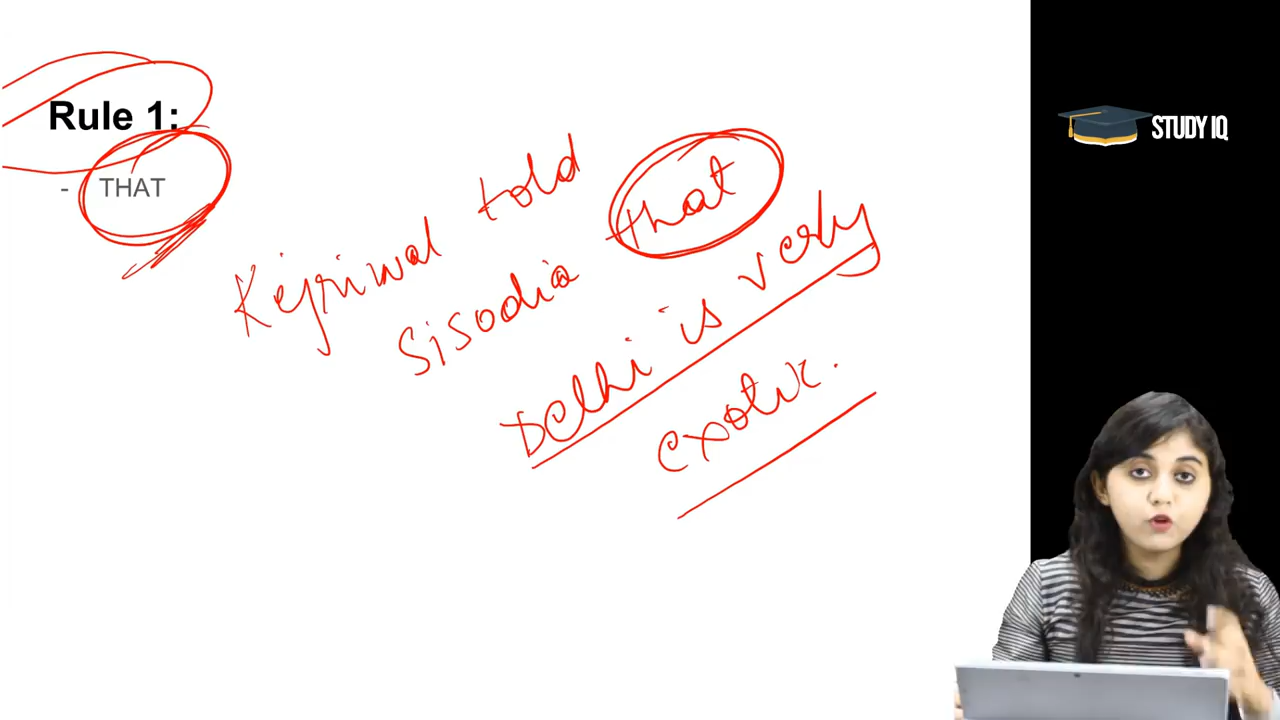 Rule 1:
- THAT
Kejriwal told
Sisodia that
Delhi is very
exotic.
STUDY IQ